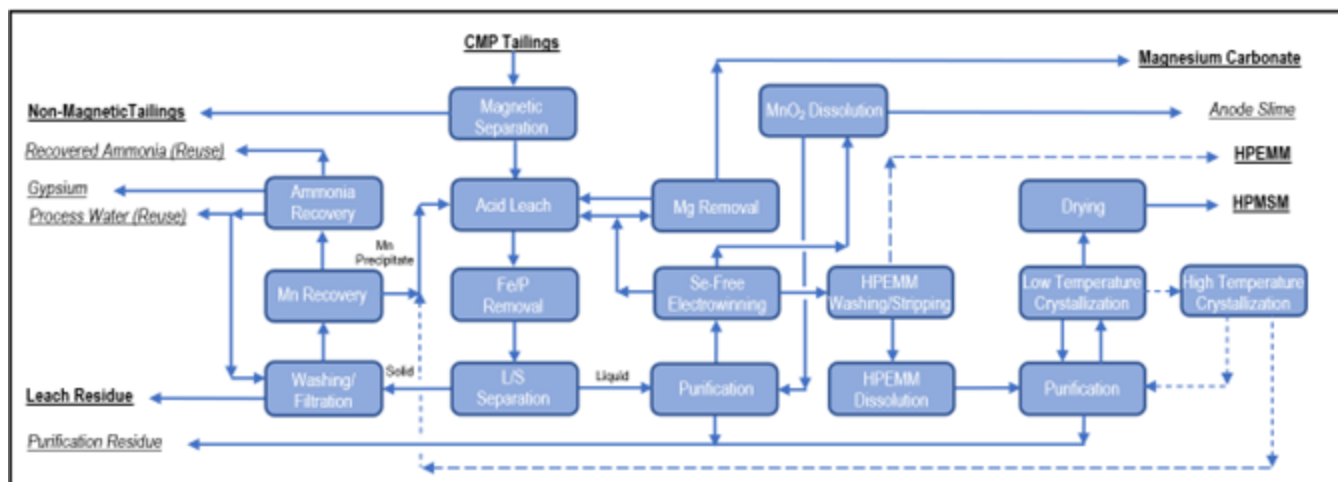 CMP Tailings
Magnesium Carbonate
Magnetic
Separation
MnO₂ Dissolution
Non-MagneticTailings
Anode Slime
Recovered Ammonia (Reuse)
HPEMM
Gypsium
Ammonia
Recovery
Acid Leach
Mg Removal
Drying
HPMSM
Process Water (Reuse)
Mn
Precipitate
Mn Recovery
Fe/P
Removal
Se-Free
Electrowinning
HPEMM
Washing/Stripping
Low Temperature
Crystallization
High Temperature
Crystallization
Leach Residue
Washing/
Filtration
Solid
L/S
Separation
Liquid
Purification
HPEMM
Dissolution
Purification
Purification Residue